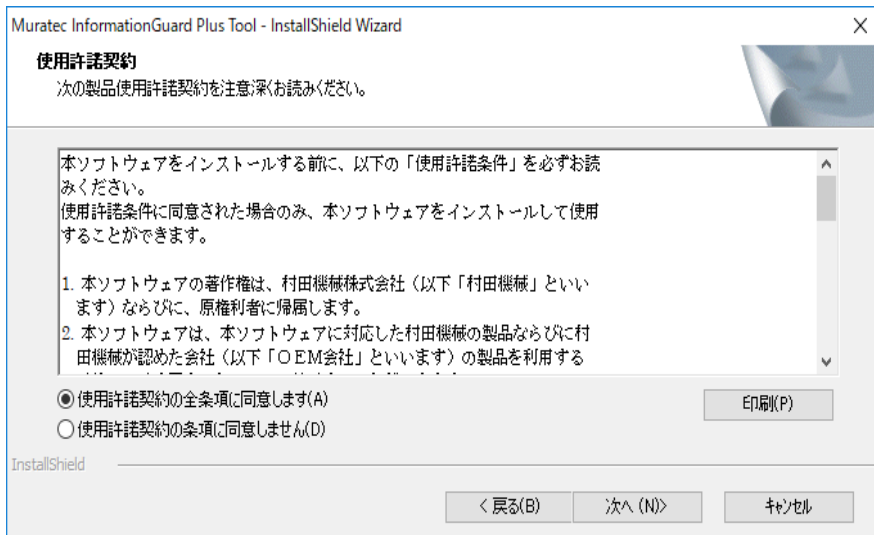 Muratec InformationGuard Plus Tool - InstallShield Wizard
使用許諾契約
次の製品使用許諾契約を注意深くお読みください。
本ソフトウェアをインストールする前に、以下の「使用許諾条件」を必ずお読
みください。
使用許諾条件に同意された場合のみ、本ソフトウェアをインストールして使用
することができます。
1. 本ソフトウェアの著作権は、村田機械株式会社（以下「村田機械」といい
ます）ならびに、原権利者に帰属します。
2. 本ソフトウェアは、本ソフトウェアに対応した村田機械の製品ならびに村
田機械が認めた会社（以下「ＯＥＭ会社」といいます）の製品を利用する
使用許諾契約の全条項に同意します(A)
印刷(P)
使用許諾契約の条項に同意しません(D)
InstallShield
< 戻る(B)
次へ (N)>
キャンセル